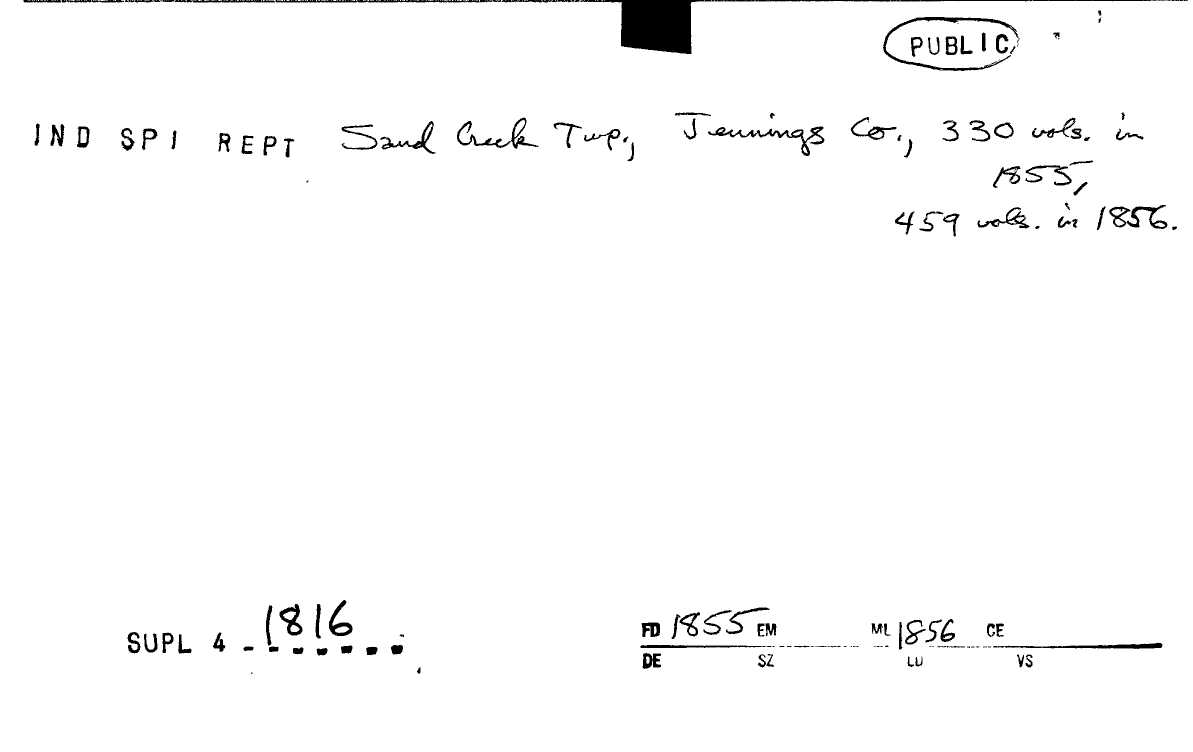 PUBLIC
IND SPI REPT Sand Creek Twp., Jennings Co., 330 vols. in
1855,
459 vols. in 1856.
SUPL 4 1816
FD 1855 EM ML 1856 CE
DE SZ LU VS